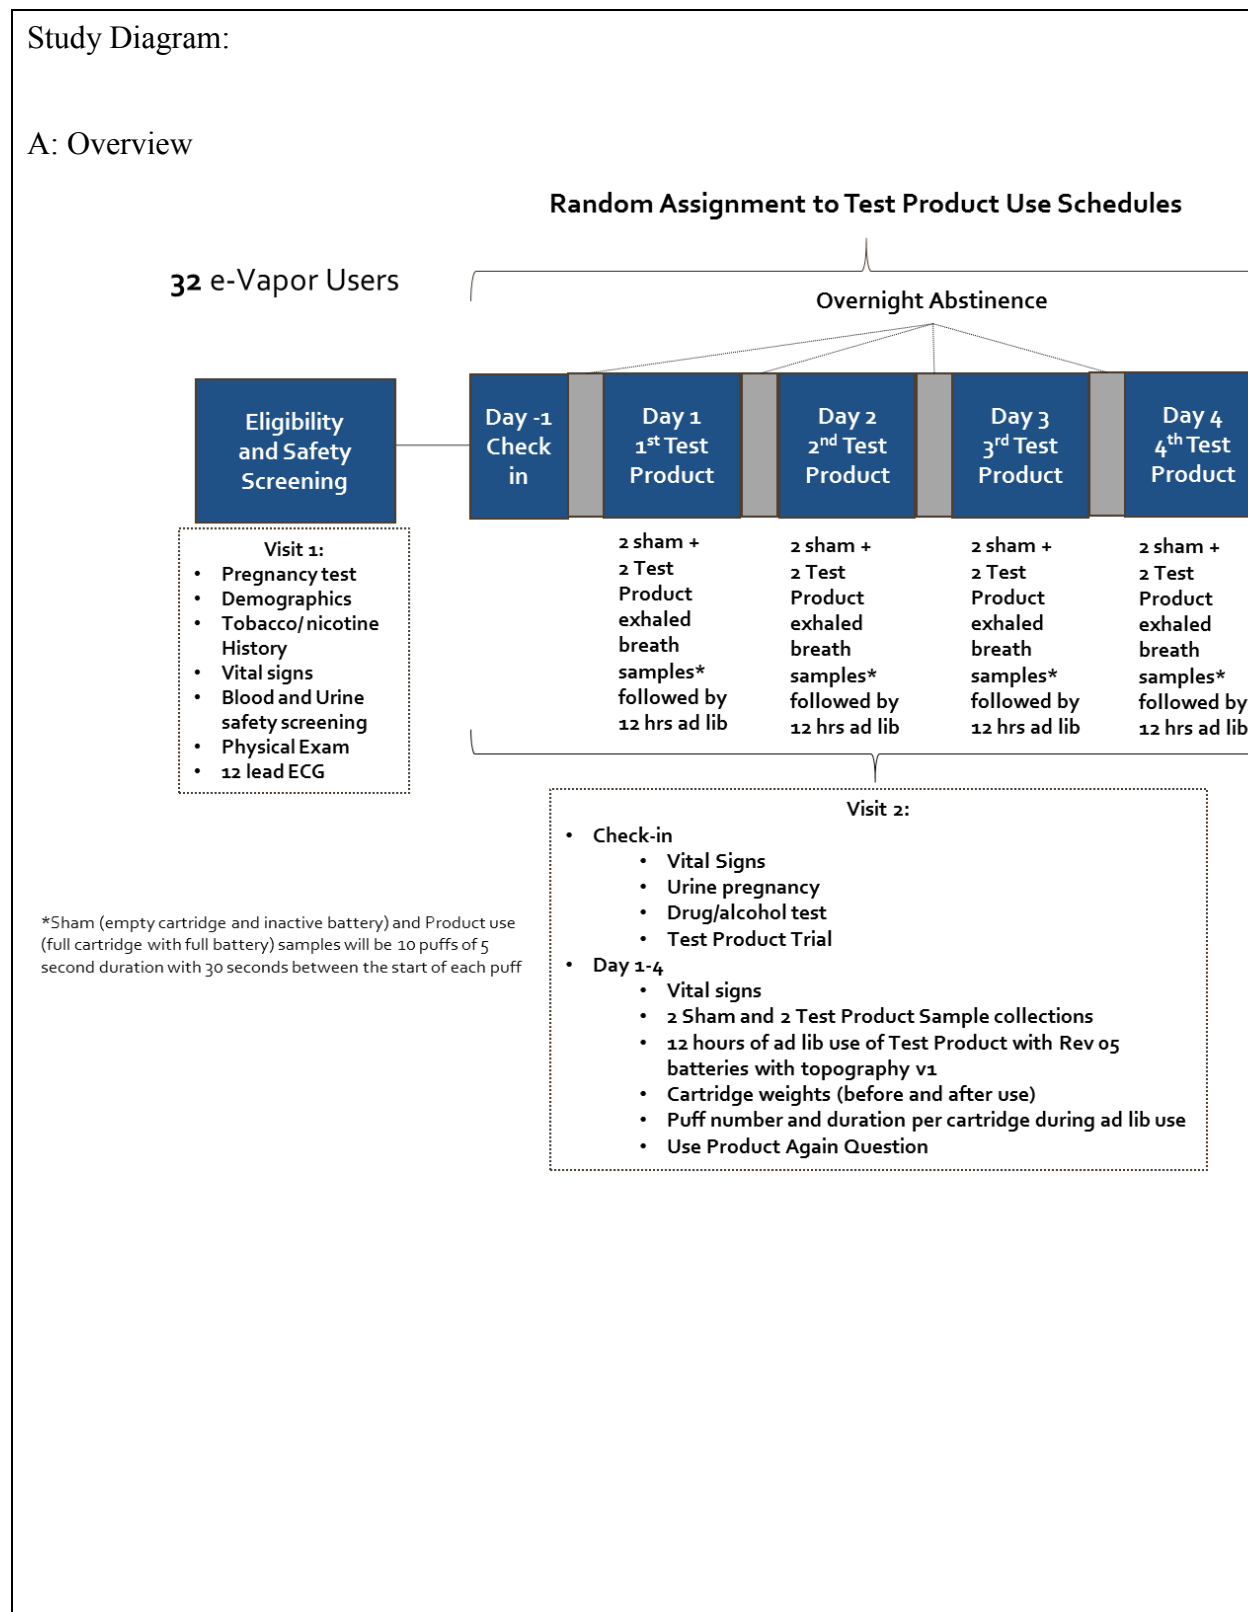 Study Diagram:
A: Overview
Random Assignment to Test Product Use Schedules
32 e-Vapor Users
Overnight Abstinence
Eligibility
and Safety
Screening
Day -1
Check
in
Day 1
1st Test
Product
Day 2
2nd Test
Product
Day 3
3rd Test
Product
Day 4
4th Test
Product
Visit 1:
• Pregnancy test
• Demographics
• Tobacco/ nicotine
History
• Vital signs
• Blood and Urine
safety screening
• Physical Exam
• 12 lead ECG
2 sham +
2 Test
Product
exhaled
breath
samples*
followed by
12 hrs ad lib
2 sham +
2 Test
Product
exhaled
breath
samples*
followed by
12 hrs ad lib
2 sham +
2 Test
Product
exhaled
breath
samples*
followed by
12 hrs ad lib
2 sham +
2 Test
Product
exhaled
breath
samples*
followed by
12 hrs ad lib
Visit 2:
• Check-in
• Vital Signs
• Urine pregnancy
• Drug/alcohol test
• Test Product Trial
• Day 1-4
• Vital signs
• 2 Sham and 2 Test Product Sample collections
• 12 hours of ad lib use of Test Product with Rev 05
batteries with topography v1
• Cartridge weights (before and after use)
• Puff number and duration per cartridge during ad lib use
• Use Product Again Question
*Sham (empty cartridge and inactive battery) and Product use
(full cartridge with full battery) samples will be 10 puffs of 5
second duration with 30 seconds between the start of each puff